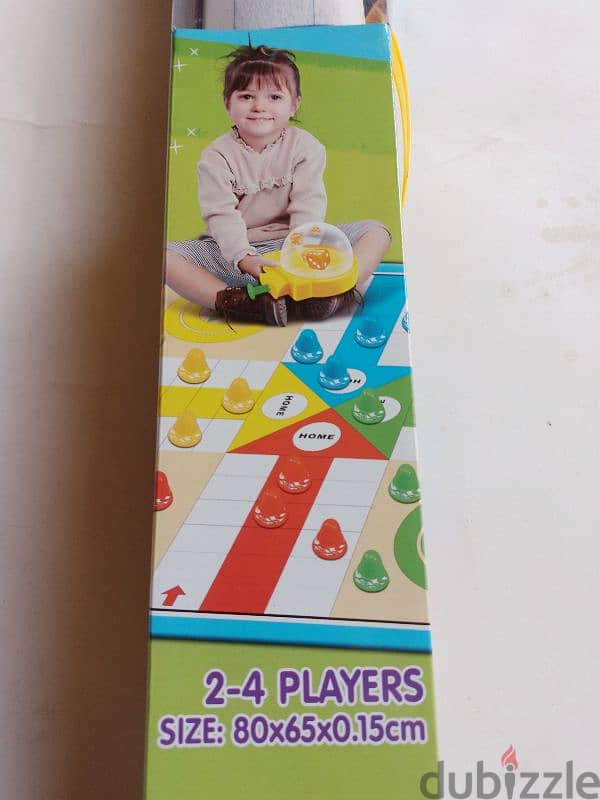 HOME
HOME
HOME
2-4 PLAYERS
SIZE: 80x65x0.15cm
dubizzle